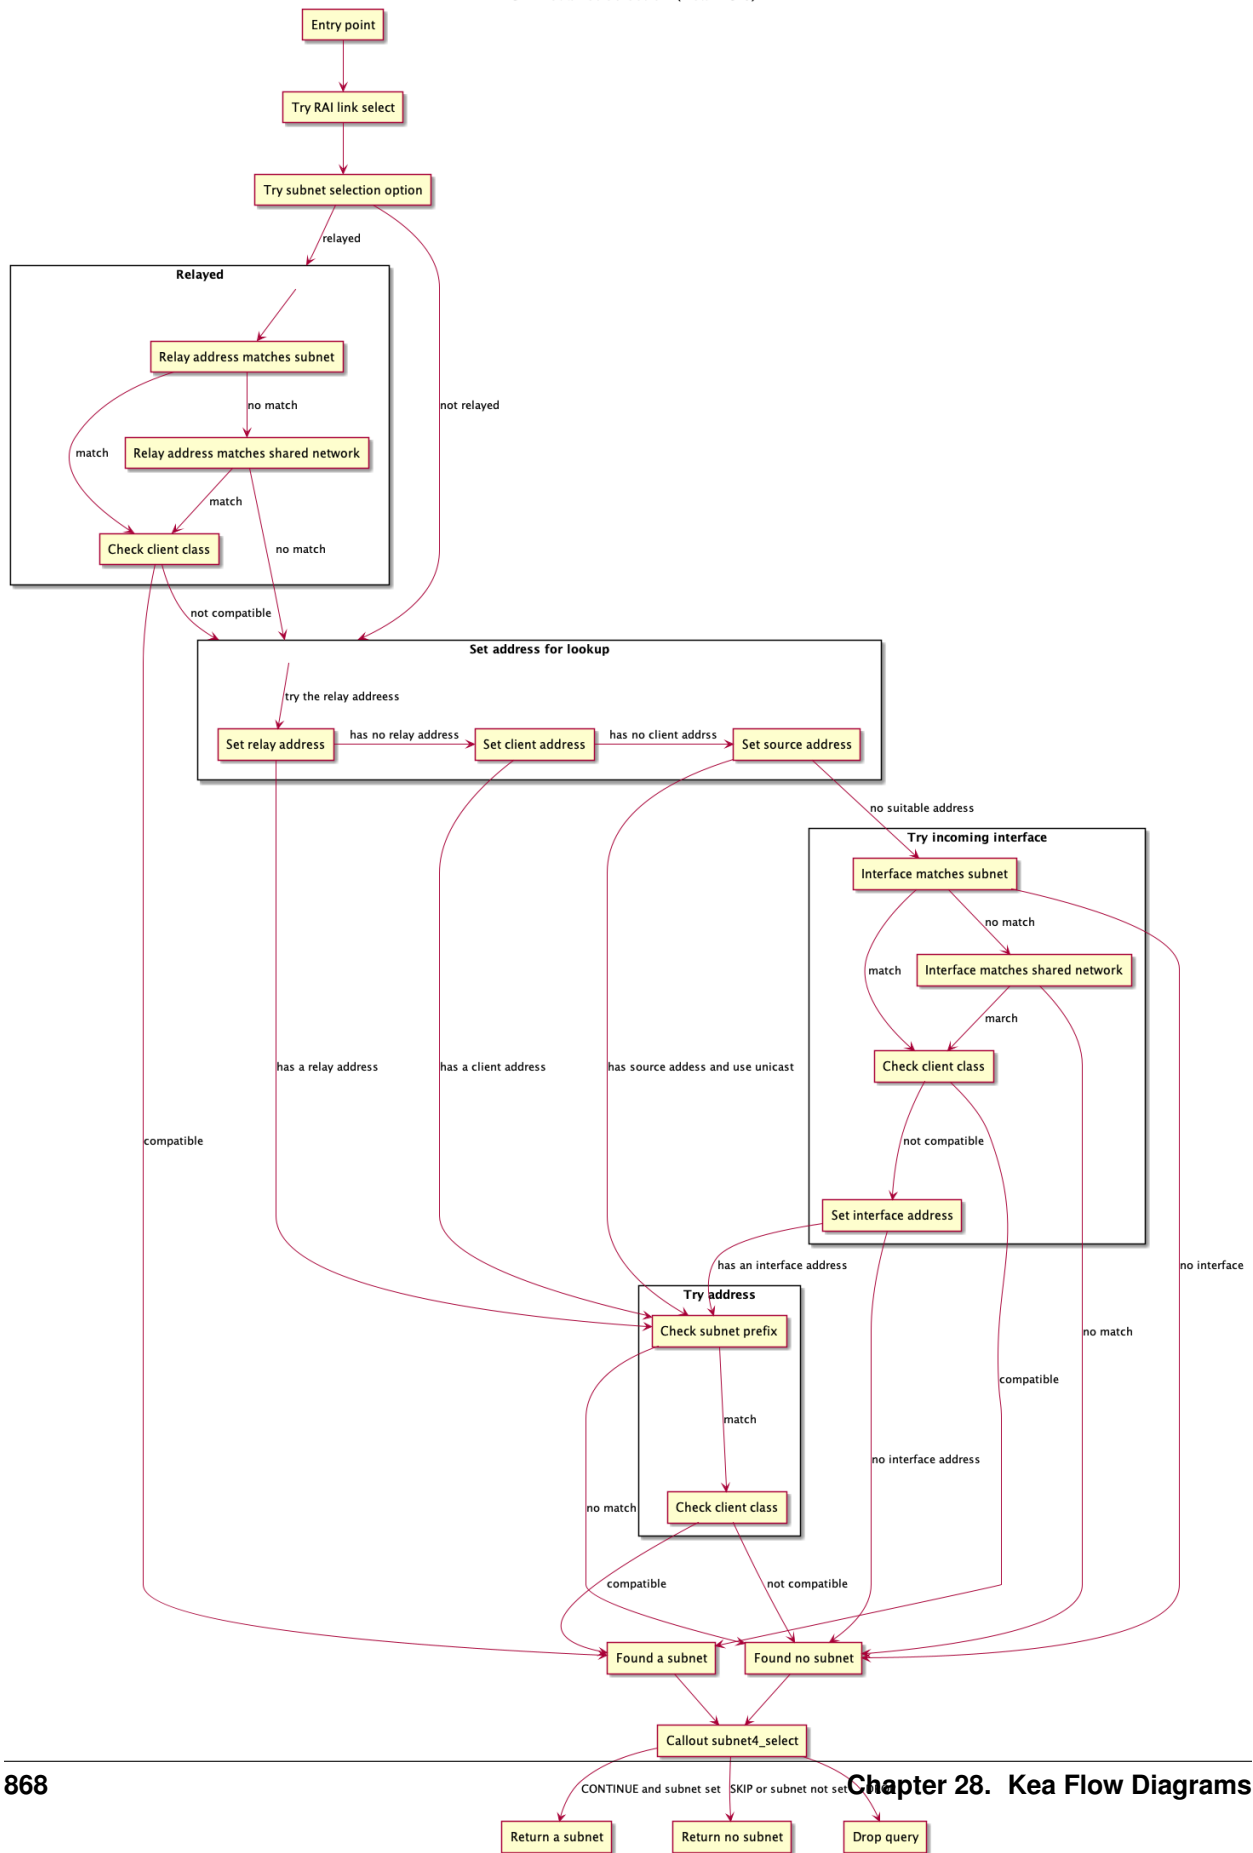 Entry point
Try RAI link select
Try subnet selection option
relayed
Relayed
Relay address matches subnet
no match
not relayed
match
Relay address matches shared network
match
no match
Check client class
not compatible
Set address for lookup
try the relay addreess
Set relay address
has no relay address
Set client address
has no client addrss
Set source address
no suitable address
Try incoming interface
Interface matches subnet
no match
match
Interface matches shared network
march
has a relay address
has a client address
has source addess and use unicast
Check client class
compatible
not compatible
Set interface address
has an interface address
no interface
Try address
Check subnet prefix
no match
compatible
match
no interface address
no match
Check client class
compatible
not compatible
Found a subnet
Found no subnet
Callout subnet4_select
868
Chapter 28. Kea Flow Diagrams
CONTINUE and subnet set
SKIP or subnet not set
Return a subnet
Return no subnet
Drop query